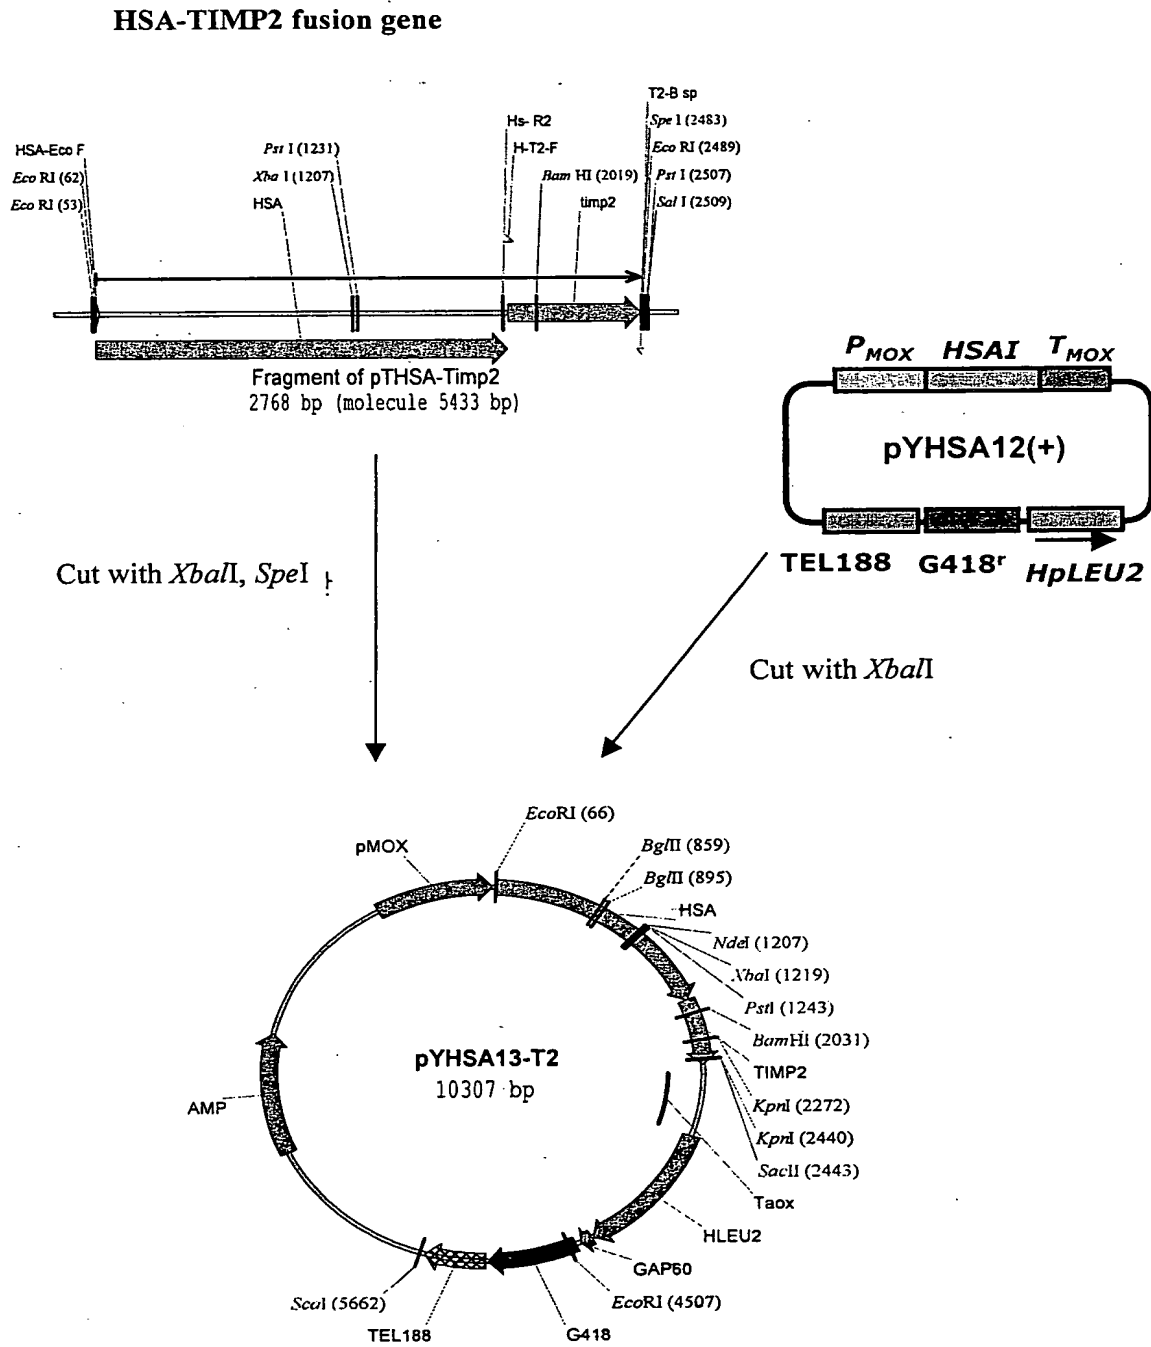 HSA-TIMP2 fusion gene
T2-B sp
Hs- R2
Spe I (2483)
HSA-Eco F
Pst I (1231)
H-T2-F
Eco RI (2489)
Eco RI (62)
Xba I (1207)
Bam HI (2019)
Pst I (2507)
Eco RI (53)
HSA
timp2
Sal I (2509)
Fragment of pTHSA-Timp2
2768 bp (molecule 5433 bp)
PMOX HSAI TMOX
pYHSA12(+)
TEL188 G418r HpLEU2
Cut with XbalI, SpeI
Cut with XbalI
EcoRI (66)
pMOX
BglII (859)
BglII (895)
HSA
NdeI (1207)
XbaI (1219)
PstI (1243)
BamHI (2031)
pYHSA13-T2
10307 bp
TIMP2
AMP
KpnI (2272)
KpnI (2440)
SacII (2443)
Taox
HLEU2
GAP60
ScaI (5662)
EcoRI (4507)
TEL188
G418